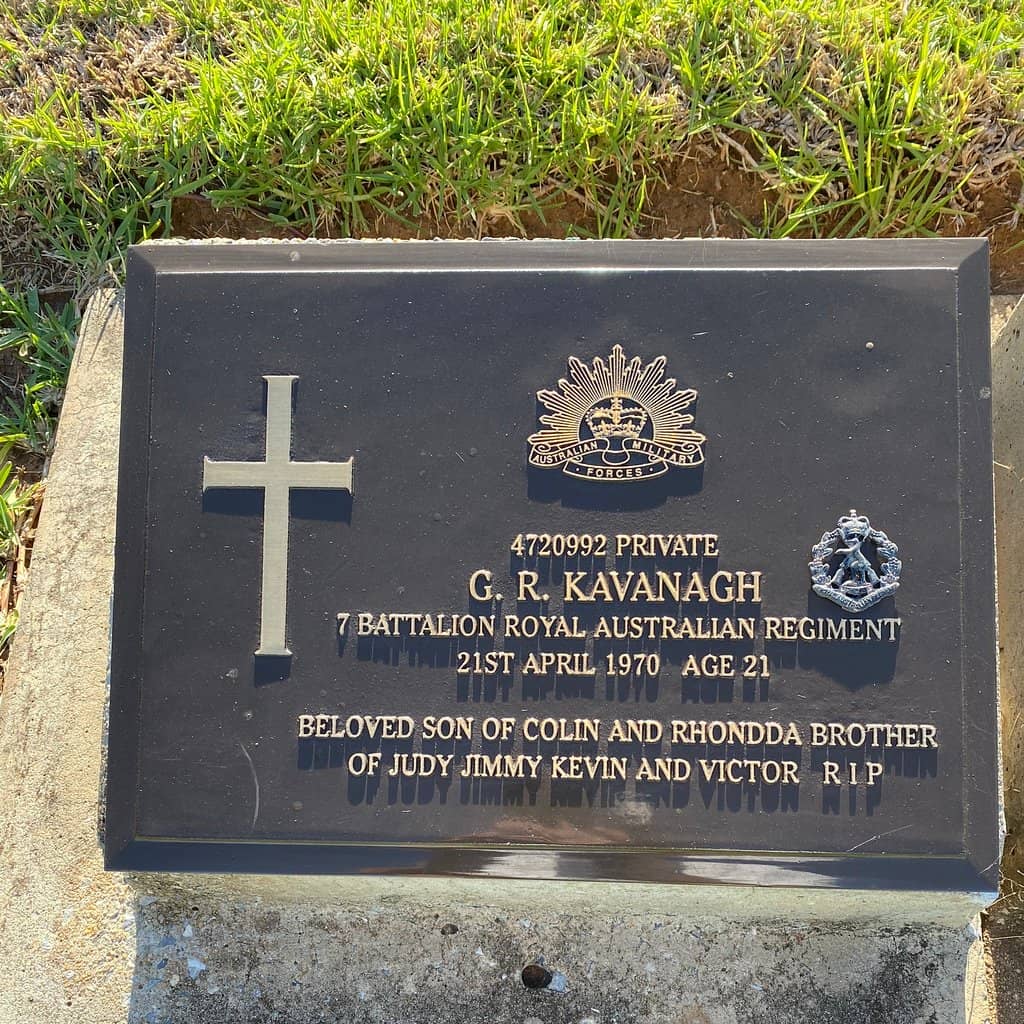 AUSTRALIAN MILITARY
FORCES
4720992 PRIVATE
G. R. KAVANAGH
7 BATTALION ROYAL AUSTRALIAN REGIMENT
21ST APRIL 1970 AGE 21
BELOVED SON OF COLIN AND RHONDDA BROTHER
OF JUDY JIMMY KEVIN AND VICTOR R I P